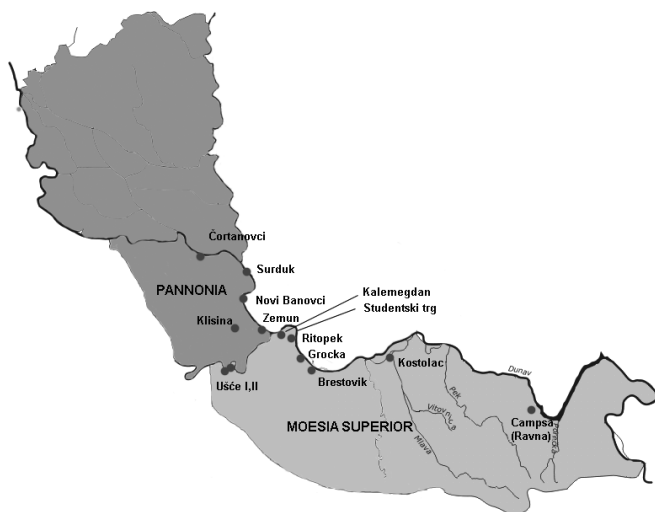 Čortanovci
Surduk
PANNONIA
Novi Banovci
Kalemegdan
Studentski trg
Klisina
Zemun
Ritopek
Grocka
Kostolac
Brestovik
Ušće I,II
Dunav
Pek
Mlava
MOESIA SUPERIOR
Campsa
(Ravna)